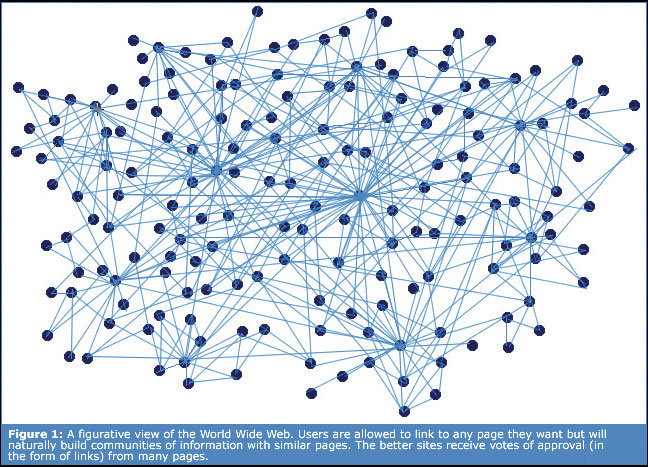 Figure 1: A figurative view of the World Wide Web. Users are allowed to link to any page they want but will
naturally build communities of information with similar pages. The better sites receive votes of approval (in
the form of links) from many pages.